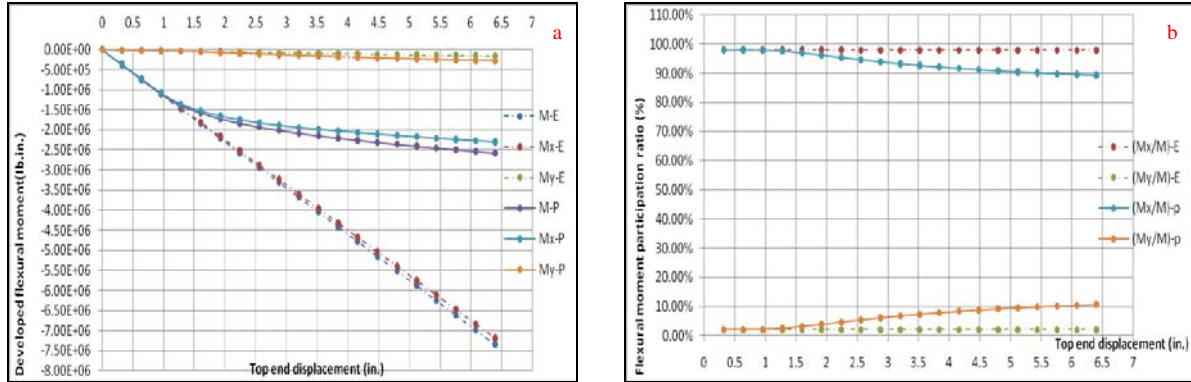 0 0.5 1 1.5 2 2.5 3 3.5 4 4.5 5 5.5 6 6.5 7
a
0.00E+00
-5.00E+05
-1.00E+06
-1.50E+06
-2.00E+06
-2.50E+06
-3.00E+06
-3.50E+06
-4.00E+06
-4.50E+06
-5.00E+06
-5.50E+06
-6.00E+06
-6.50E+06
-7.00E+06
-7.50E+06
-8.00E+06
Developed flexural moment(lb.in.)
Top end displacement (in.)
M-E
Mx-E
My-E
M-P
Mx-P
My-P
b
110.00%
100.00%
90.00%
80.00%
70.00%
60.00%
50.00%
40.00%
30.00%
20.00%
10.00%
0.00%
Flexural moment participation ratio (%)
(Mx/M)-E
(My/M)-E
(Mx/M)-p
(My/M)-p
Top end displacement (in.)
0 0.5 1 1.5 2 2.5 3 3.5 4 4.5 5 5.5 6 6.5 7